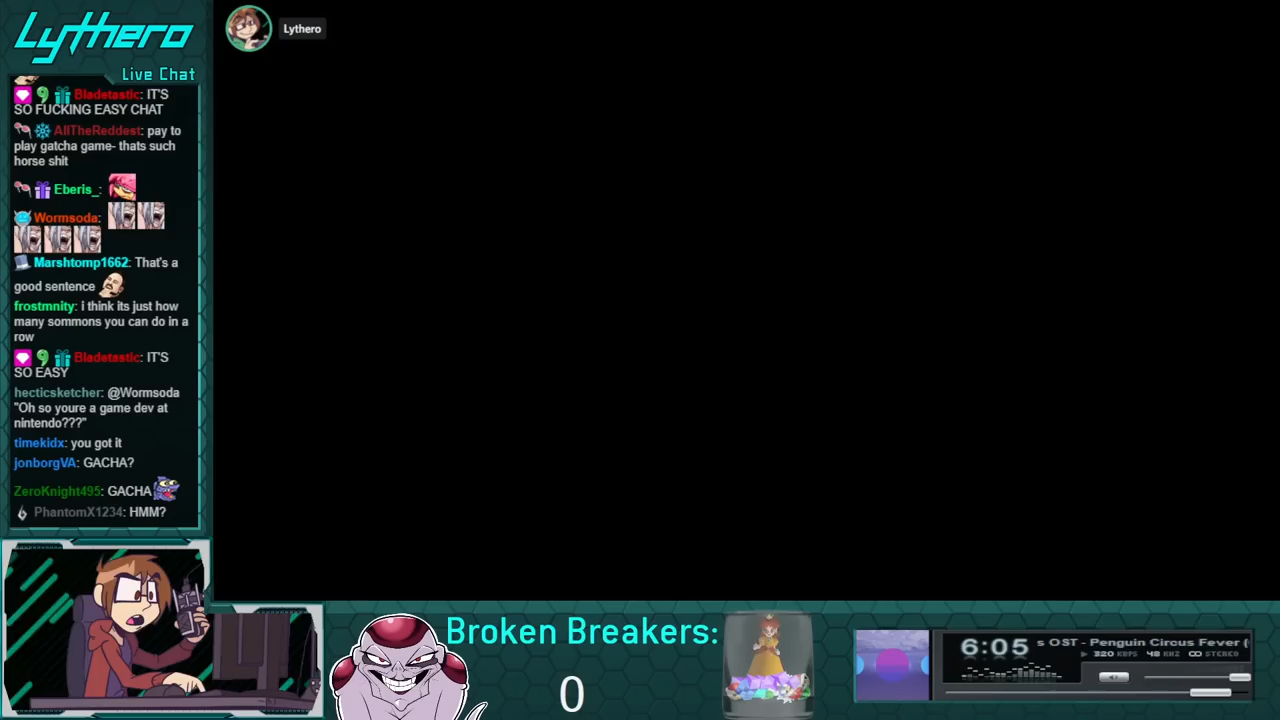 Lythero
Live Chat
Lythero
Bladetastic: IT'S
SO FUCKING EASY CHAT
AllTheReddest: pay to
play gatcha game- thats such
horse shit
Eberis_:
Wormsoda:
Marshtomp1662: That's a
good sentence
frostmnity: i think its just how
many sommons you can do in a
row
Bladetastic: IT'S
SO EASY
hecticsketcher: @Wormsoda
"Oh so youre a game dev at
nintendo???"
timekidx: you got it
jonborgVA: GACHA?
ZeroKnight495: GACHA
PhantomX1234: HMM?
Broken Breakers:
0
6:05
s OST - Penguin Circus Fever (
320 KBPS 48 KHZ STEREO